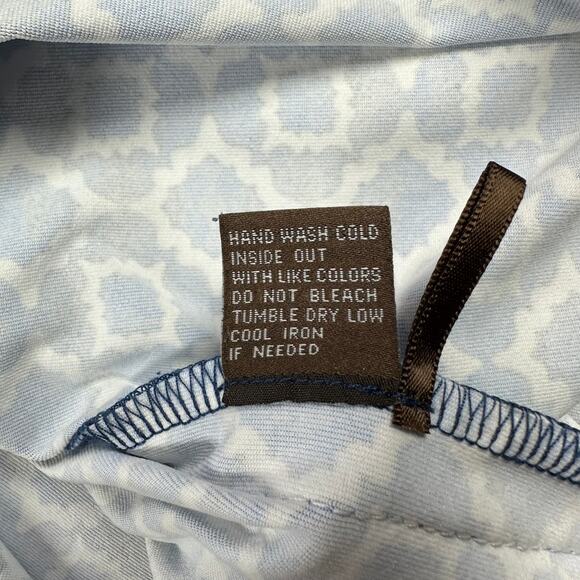 HAND WASH COLD
INSIDE OUT
WITH LIKE COLORS
DO NOT BLEACH
TUMBLE DRY LOW
COOL IRON
IF NEEDED